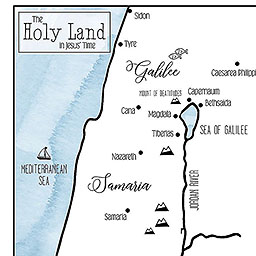 The
Holy Land
in Jesus' Time
Sidon
Tyre
Galilee
Caesarea Philippi
MOUNT OF BEATITUDES
Capernaum
Bethsaida
Cana
Magdala
Tiberias
SEA OF GALILEE
Nazareth
MEDITERRANEAN
SEA
Samaria
JORDAN RIVER
Samaria